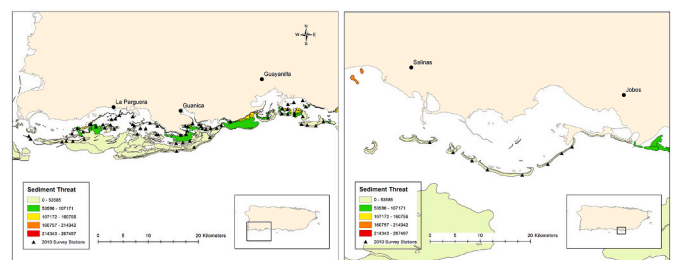 N
W E
S
Guayanilla
La Parguera
Guanica
Sediment Threat
0 - 53585
53586 - 107171
107172 - 160756
160757 - 214342
214343 - 267497
2010 Survey Stations
0 5 10 20 Kilometers
Salinas
Jobos
Sediment Threat
0 - 53585
53586 - 107171
107172 - 160756
160757 - 214342
214343 - 267497
2010 Survey Stations
0 5 10 20 Kilometers